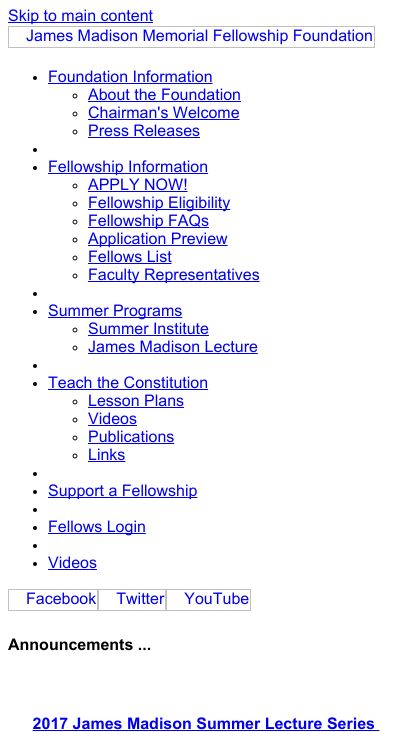 Skip to main content
James Madison Memorial Fellowship Foundation
Foundation Information
About the Foundation
Chairman's Welcome
Press Releases
Fellowship Information
APPLY NOW!
Fellowship Eligibility
Fellowship FAQs
Application Preview
Fellows List
Faculty Representatives
Summer Programs
Summer Institute
James Madison Lecture
Teach the Constitution
Lesson Plans
Videos
Publications
Links
Support a Fellowship
Fellows Login
Videos
Facebook Twitter YouTube
Announcements ...
2017 James Madison Summer Lecture Series